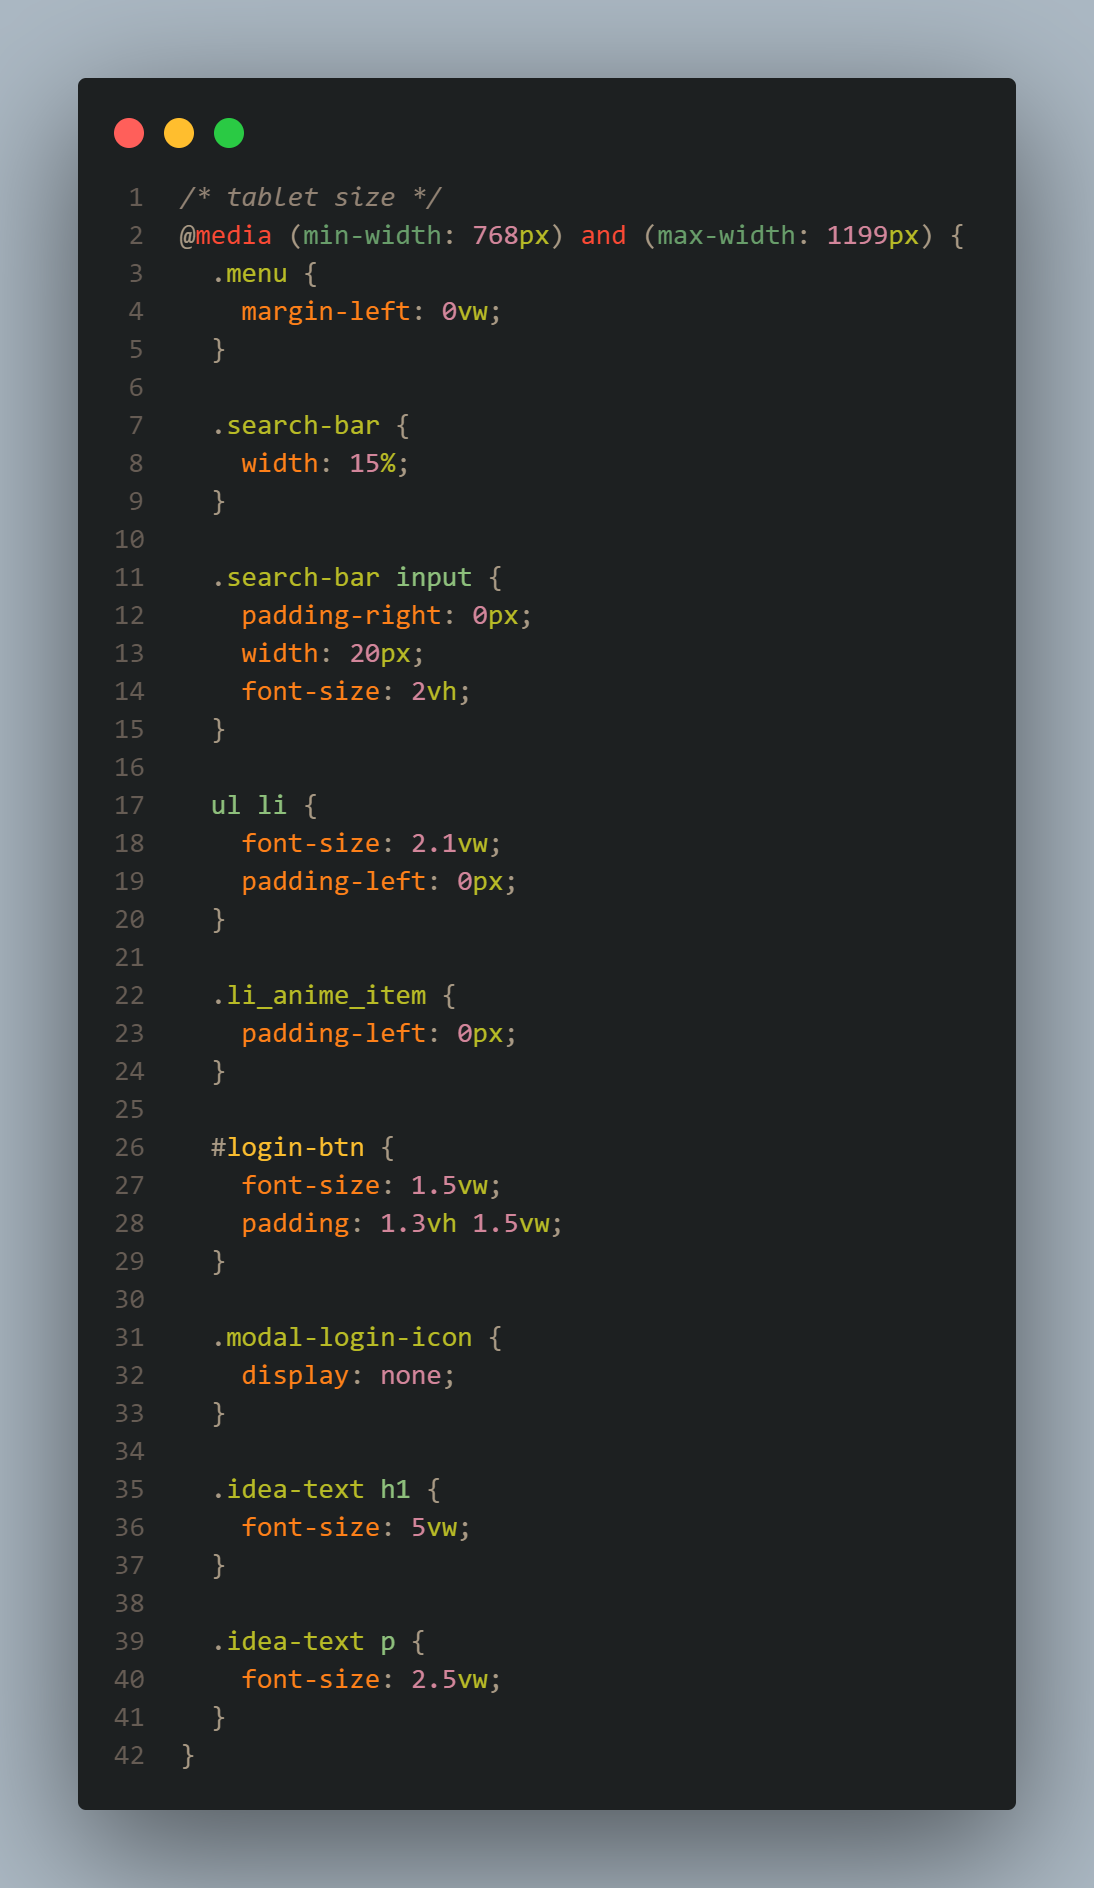 1 /* tablet size */
2 @media (min-width: 768px) and (max-width: 1199px) {
3   .menu {
4     margin-left: 0vw;
5   }
6
7   .search-bar {
8     width: 15%;
9   }
10
11   .search-bar input {
12     padding-right: 0px;
13     width: 20px;
14     font-size: 2vh;
15   }
16
17   ul li {
18     font-size: 2.1vw;
19     padding-left: 0px;
20   }
21
22   .li_anime_item {
23     padding-left: 0px;
24   }
25
26   #login-btn {
27     font-size: 1.5vw;
28     padding: 1.3vh 1.5vw;
29   }
30
31   .modal-login-icon {
32     display: none;
33   }
34
35   .idea-text h1 {
36     font-size: 5vw;
37   }
38
39   .idea-text p {
40     font-size: 2.5vw;
41   }
42 }